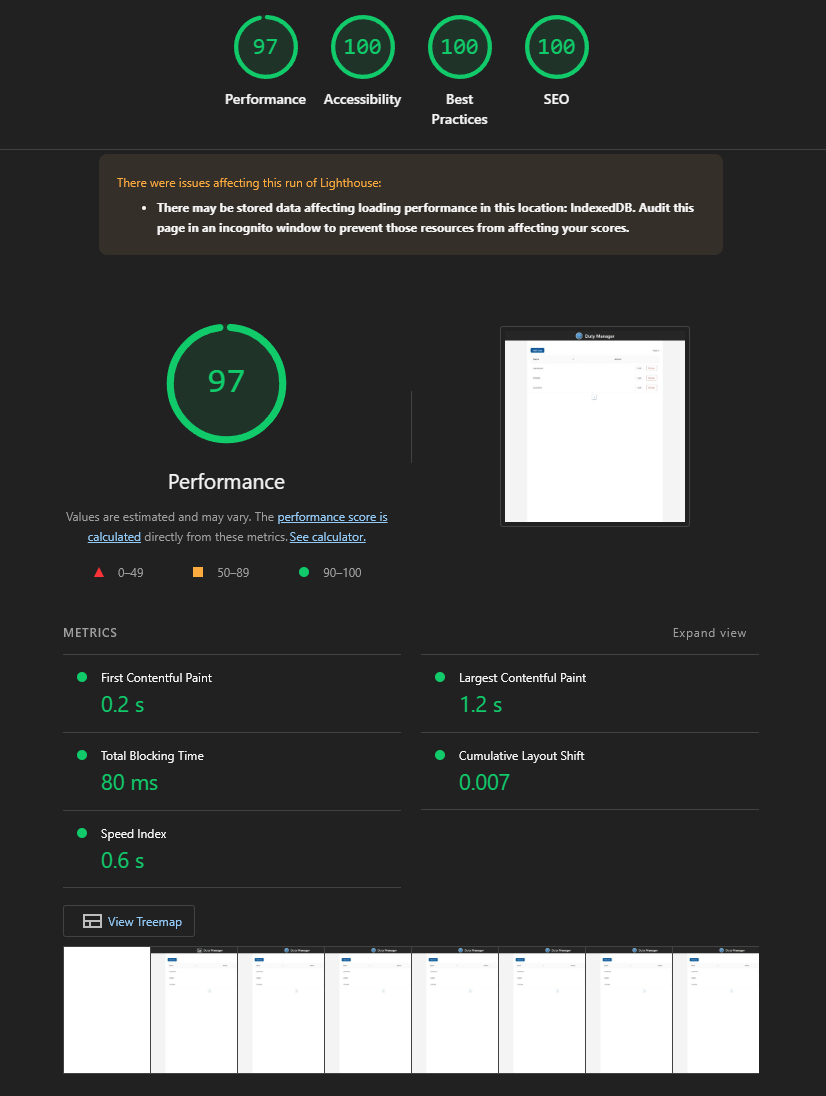 97
100
100
100
Performance
Accessibility
Best
Practices
SEO
There were issues affecting this run of Lighthouse:
• There may be stored data affecting loading performance in this location: IndexedDB. Audit this
page in an incognito window to prevent those resources from affecting your scores.
97
Duty Manager
Performance
Values are estimated and may vary. The performance score is
calculated directly from these metrics. See calculator.
0–49
50–89
90–100
METRICS
Expand view
First Contentful Paint
0.2 s
Largest Contentful Paint
1.2 s
Total Blocking Time
80 ms
Cumulative Layout Shift
0.007
Speed Index
0.6 s
View Treemap
Duty Manager
Duty Manager
Duty Manager
Duty Manager
Duty Manager
Duty Manager
Duty Manager